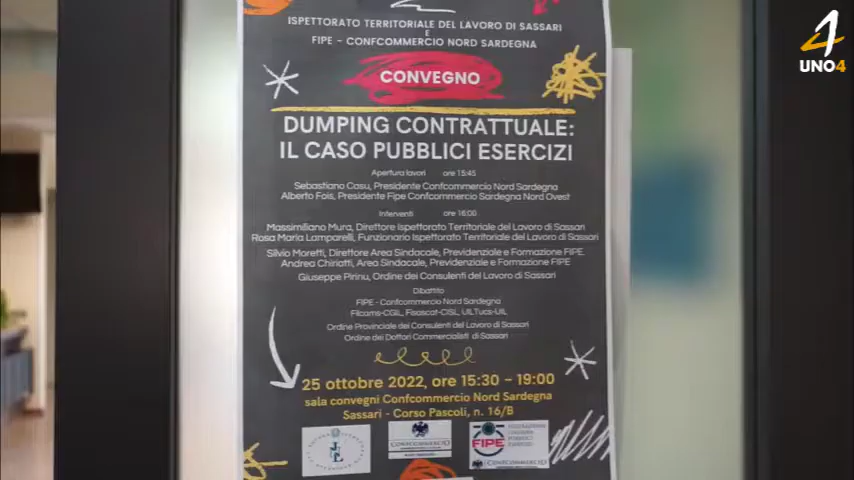 UNO4
ISPETTORATO TERRITORIALE DEL LAVORO DI SASSARI
E
FIPE - CONFCOMMERCIO NORD SARDEGNA
CONVEGNO
DUMPING CONTRATTUALE:
IL CASO PUBBLICI ESERCIZI
Apertura lavori ore 15:45
Sebastiano Casu, Presidente Confcommercio Nord Sardegna
Alberto Fois, Presidente Fipe Confcommercio Sardegna Nord Ovest
Interventi ore 16:00
Massimiliano Mura, Direttore Ispettorato Territoriale del Lavoro di Sassari
Rosa Maria Lamparelli, Funzionario Ispettorato Territoriale del Lavoro di Sassari
Silvio Moretti, Direttore Area Sindacale, Previdenziale e Formazione FIPE.
Andrea Chiriatti, Area Sindacale, Previdenziale e Formazione FIPE
Giuseppe Pirinu, Ordine dei Consulenti del Lavoro di Sassari
Dibattito
FIPE - Confcommercio Nord Sardegna
Filcams-CGIL, Fisascat-CISL, UILTucs-UIL
Ordine Provinciale dei Consulenti del Lavoro di Sassari
Ordine dei Dottori Commercialisti di Sassari
25 ottobre 2022, ore 15:30 – 19:00
sala convegni Confcommercio Nord Sardegna
Sassari - Corso Pascoli, n. 16/B
CONFCOMMERCIO
FIPE
CONFCOMMERCIO